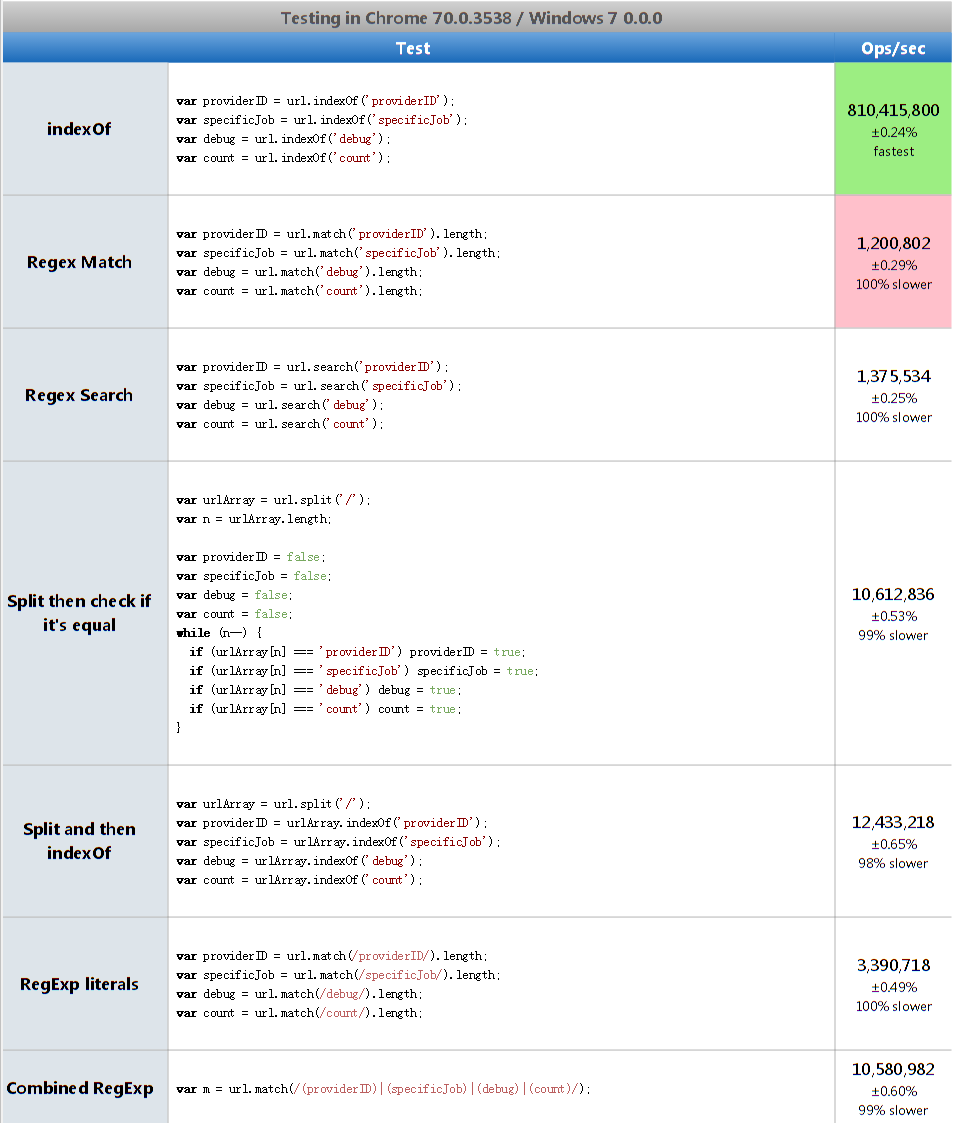 Testing in Chrome 70.0.3538 / Windows 7 0.0.0
Test Ops/sec
indexOf
var providerID = url.indexOf('providerID');
var specificJob = url.indexOf('specificJob');
var debug = url.indexOf('debug');
var count = url.indexOf('count');
810,415,800
±0.24%
fastest
Regex Match
var providerID = url.match('providerID').length;
var specificJob = url.match('specificJob').length;
var debug = url.match('debug').length;
var count = url.match('count').length;
1,200,802
±0.29%
100% slower
Regex Search
var providerID = url.search('providerID');
var specificJob = url.search('specificJob');
var debug = url.search('debug');
var count = url.search('count');
1,375,534
±0.25%
100% slower
Split then check if
it's equal
var urlArray = url.split('/');
var n = urlArray.length;
var providerID = false;
var specificJob = false;
var debug = false;
var count = false;
while (n--) {
if (urlArray[n] === 'providerID') providerID = true;
if (urlArray[n] === 'specificJob') specificJob = true;
if (urlArray[n] === 'debug') debug = true;
if (urlArray[n] === 'count') count = true;
}
10,612,836
±0.53%
99% slower
Split and then
indexOf
var urlArray = url.split('/');
var providerID = urlArray.indexOf('providerID');
var specificJob = urlArray.indexOf('specificJob');
var debug = urlArray.indexOf('debug');
var count = urlArray.indexOf('count');
12,433,218
±0.65%
98% slower
RegExp literals
var providerID = url.match(/providerID/).length;
var specificJob = url.match(/specificJob/).length;
var debug = url.match(/debug/).length;
var count = url.match(/count/).length;
3,390,718
±0.49%
100% slower
Combined RegExp
var m = url.match(/(providerID)|(specificJob)|(debug)|(count)/);
10,580,982
±0.60%
99% slower